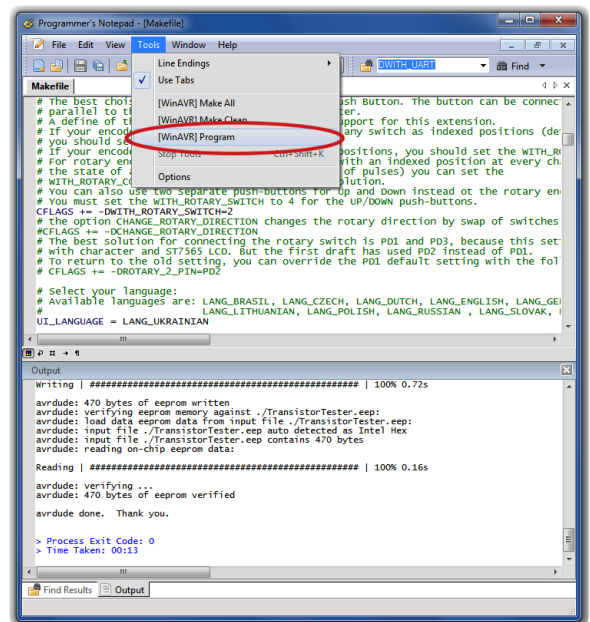 Programmer's Notepad - [Makefile]
File Edit View Tools Window Help
DWITH_UART Find
Line Endings
Use Tabs
[WinAVR] Make All
[WinAVR] Make Clean
[WinAVR] Program
Stop Tools Ctrl+Shift+K
Options
Makefile
# The best chois sh Button. The button can be connec
# parallel to th ter.
# A define of th upport for this extension.
# If your encod any switch as indexed positions (de
# you should se
# If your encod ositions, you should set the WITH_R
# For rotary en with an indexed position at every ch
# the state of a of pulses) you can set the
# WITH_ROTARY_CO lution.
# You can also use two separate push-buttons for Up and Down instead ot the rotary en
# You must set the WITH_ROTARY_SWITCH to 4 for the UP/DOWN push-buttons.
CFLAGS += -DWITH_ROTARY_SWITCH=2
# the option CHANGE_ROTARY_DIRECTION changes the rotary direction by swap of switches
#CFLAGS += -DCHANGE_ROTARY_DIRECTION
# The best solution for connecting the rotary switch is PD1 and PD3, because this set
# with character and ST7565 LCD. But the first draft has used PD2 instead of PD1.
# To return to the old setting, you can override the PD1 default setting with the fol
# CFLAGS += -DROTARY_2_PIN=PD2
# Select your language:
# Available languages are: LANG_BRASIL, LANG_CZECH, LANG_DUTCH, LANG_ENGLISH, LANG_GE
# LANG_LITHUANIAN, LANG_POLISH, LANG_RUSSIAN , LANG_SLOVAK,
UI_LANGUAGE = LANG_UKRAINIAN
Output
Writing | ################################################## | 100% 0.72s
avrdude: 470 bytes of eeprom written
avrdude: verifying eeprom memory against ./TransistorTester.eep:
avrdude: load data eeprom data from input file ./TransistorTester.eep:
avrdude: input file ./TransistorTester.eep auto detected as Intel Hex
avrdude: input file ./TransistorTester.eep contains 470 bytes
avrdude: reading on-chip eeprom data:
Reading | ################################################## | 100% 0.16s
avrdude: verifying ...
avrdude: 470 bytes of eeprom verified
avrdude done.  Thank you.
> Process Exit Code: 0
> Time Taken: 00:13
Find Results Output